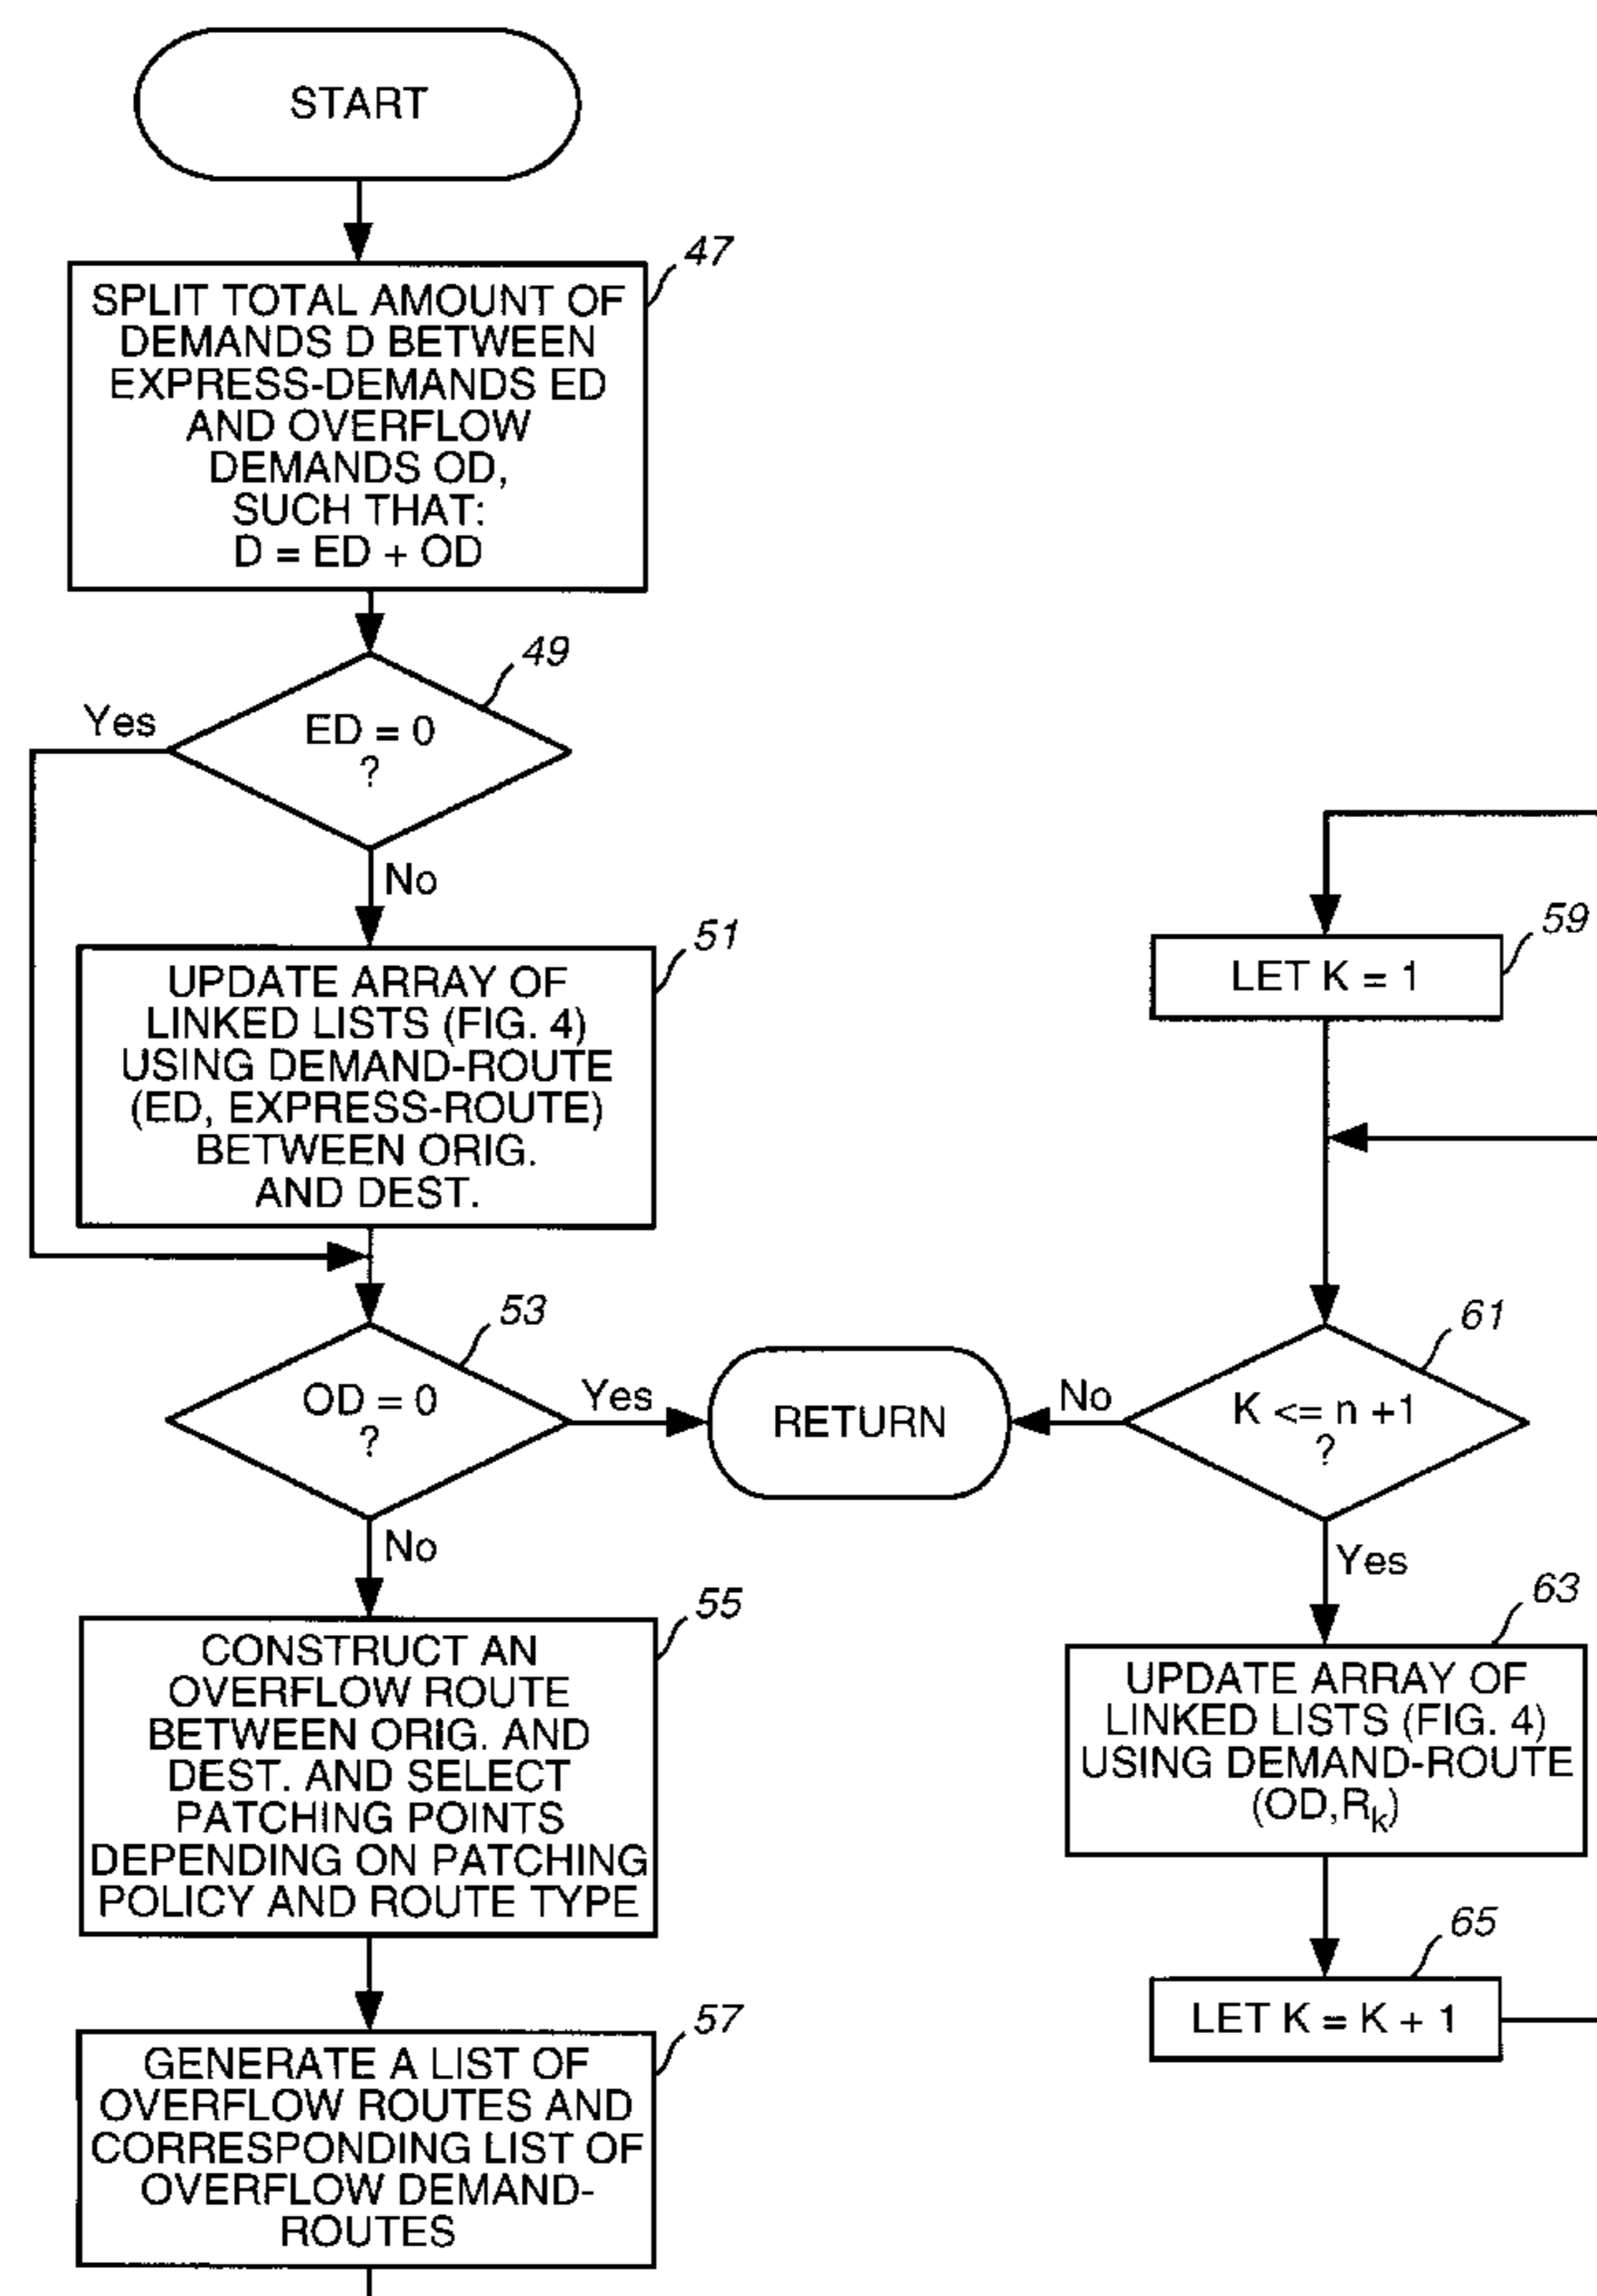 START
47
SPLIT TOTAL AMOUNT OF
DEMANDS D BETWEEN
EXPRESS-DEMANDS ED
AND OVERFLOW
DEMANDS OD,
SUCH THAT:
D = ED + OD
49
Yes
ED = 0
?
No
51
UPDATE ARRAY OF
LINKED LISTS (FIG. 4)
USING DEMAND-ROUTE
(ED, EXPRESS-ROUTE)
BETWEEN ORIG.
AND DEST.
53
OD = 0
?
Yes
RETURN
No
55
CONSTRUCT AN
OVERFLOW ROUTE
BETWEEN ORIG. AND
DEST. AND SELECT
PATCHING POINTS
DEPENDING ON PATCHING
POLICY AND ROUTE TYPE
57
GENERATE A LIST OF
OVERFLOW ROUTES AND
CORRESPONDING LIST OF
OVERFLOW DEMAND-
ROUTES
59
LET K = 1
61
No
K <= n +1
?
Yes
63
UPDATE ARRAY OF
LINKED LISTS (FIG. 4)
USING DEMAND-ROUTE
(OD,Rk)
65
LET K = K + 1